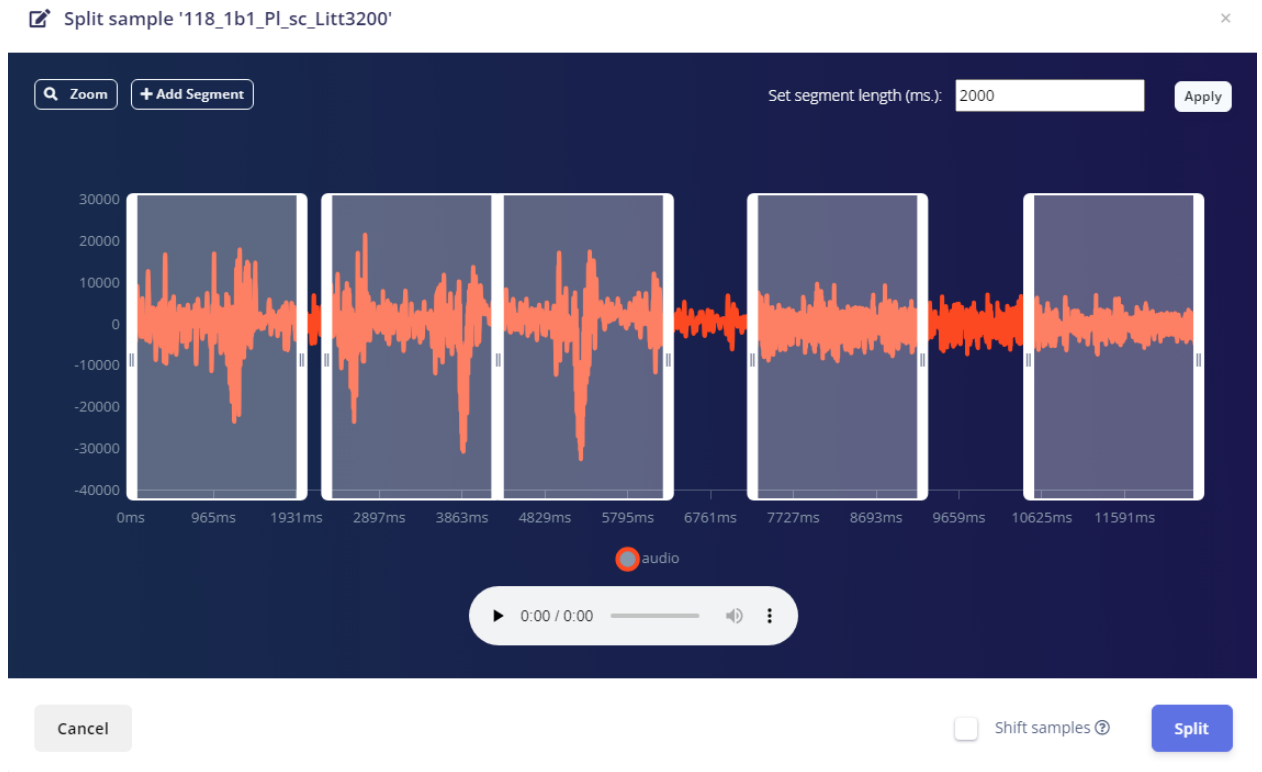 Split sample '118_1b1_Pl_sc_Litt3200' ×
Zoom + Add Segment Set segment length (ms.): 2000 Apply
30000
20000
10000
0
-10000
-20000
-30000
-40000
0ms 965ms 1931ms 2897ms 3863ms 4829ms 5795ms 6761ms 7727ms 8693ms 9659ms 10625ms 11591ms
audio
0:00 / 0:00
Cancel Shift samples ? Split